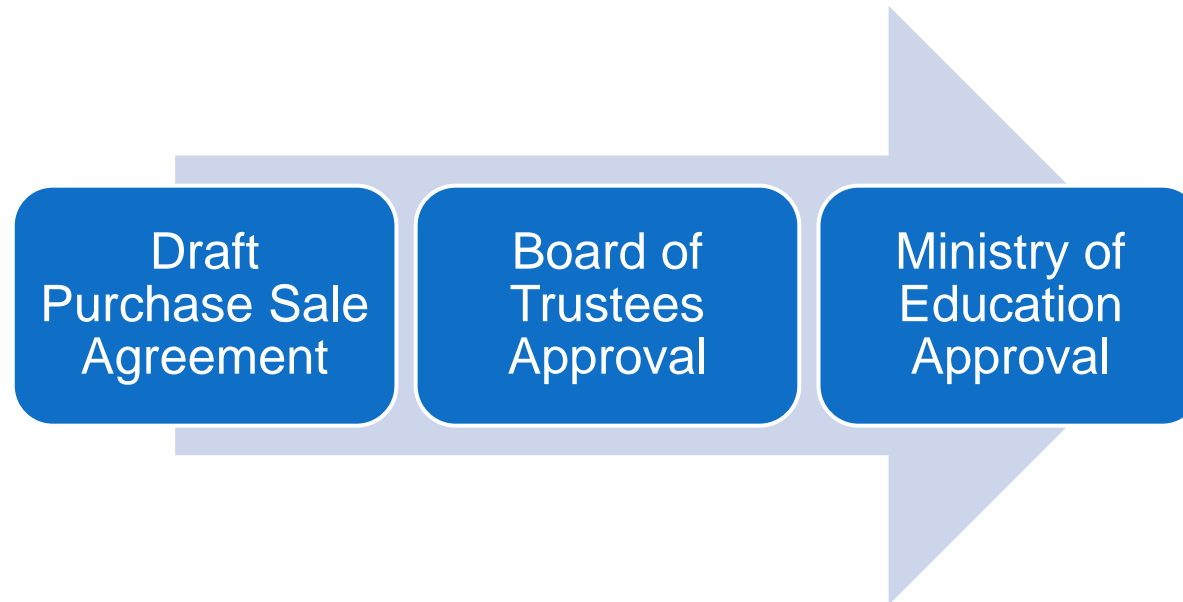 Draft
Purchase Sale
Agreement
Board of
Trustees
Approval
Ministry of
Education
Approval